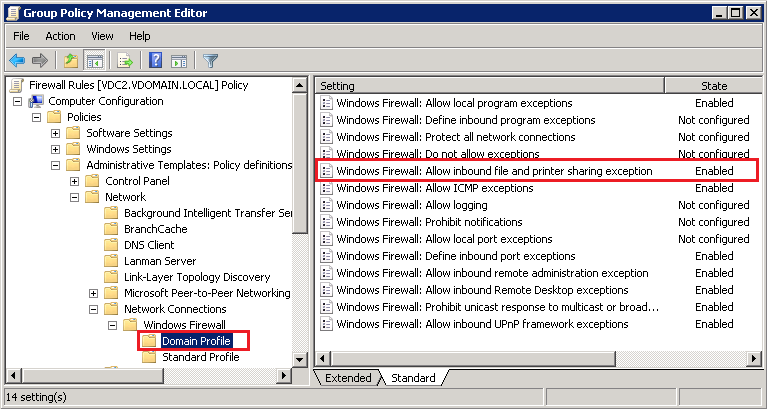 Group Policy Management Editor
File Action View Help
Firewall Rules [VDC2.VDOMAIN.LOCAL] Policy
Computer Configuration
Policies
Software Settings
Windows Settings
Administrative Templates: Policy definitions
Control Panel
Network
Background Intelligent Transfer Ser
BranchCache
DNS Client
Lanman Server
Link-Layer Topology Discovery
Microsoft Peer-to-Peer Networking
Network Connections
Windows Firewall
Domain Profile
Standard Profile
Setting State
Windows Firewall: Allow local program exceptions Enabled
Windows Firewall: Define inbound program exceptions Not configured
Windows Firewall: Protect all network connections Not configured
Windows Firewall: Do not allow exceptions Not configured
Windows Firewall: Allow inbound file and printer sharing exception Enabled
Windows Firewall: Allow ICMP exceptions Enabled
Windows Firewall: Allow logging Not configured
Windows Firewall: Prohibit notifications Not configured
Windows Firewall: Allow local port exceptions Not configured
Windows Firewall: Define inbound port exceptions Enabled
Windows Firewall: Allow inbound remote administration exception Enabled
Windows Firewall: Allow inbound Remote Desktop exceptions Enabled
Windows Firewall: Prohibit unicast response to multicast or broad... Enabled
Windows Firewall: Allow inbound UPnP framework exceptions Enabled
Extended Standard
14 setting(s)